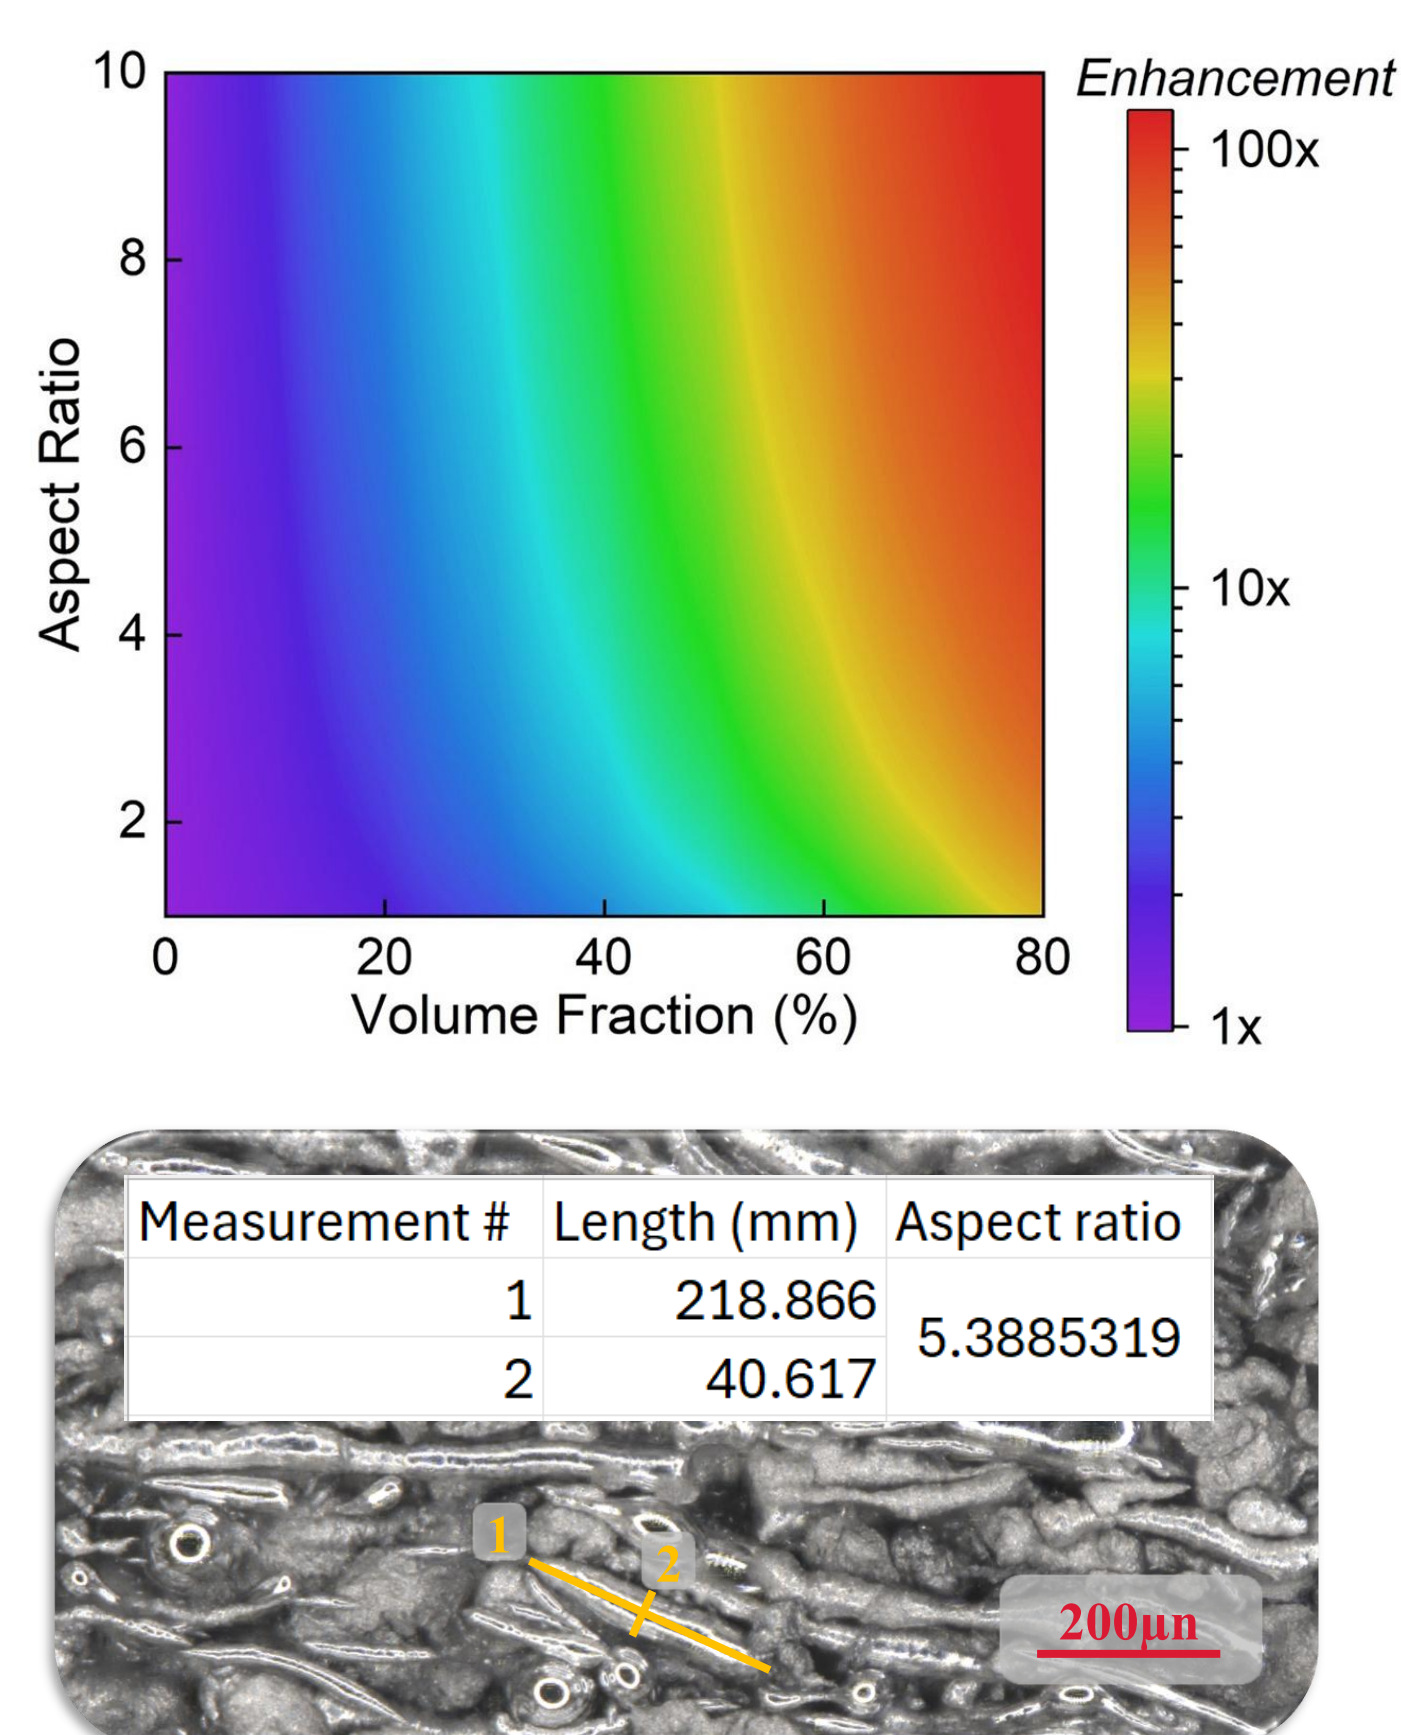 Enhancement
10
8
6
4
2
Aspect Ratio
0 20 40 60 80
Volume Fraction (%)
100x
10x
1x
Measurement # Length (mm) Aspect ratio
1 218.866 5.3885319
2 40.617
1
2
200µn